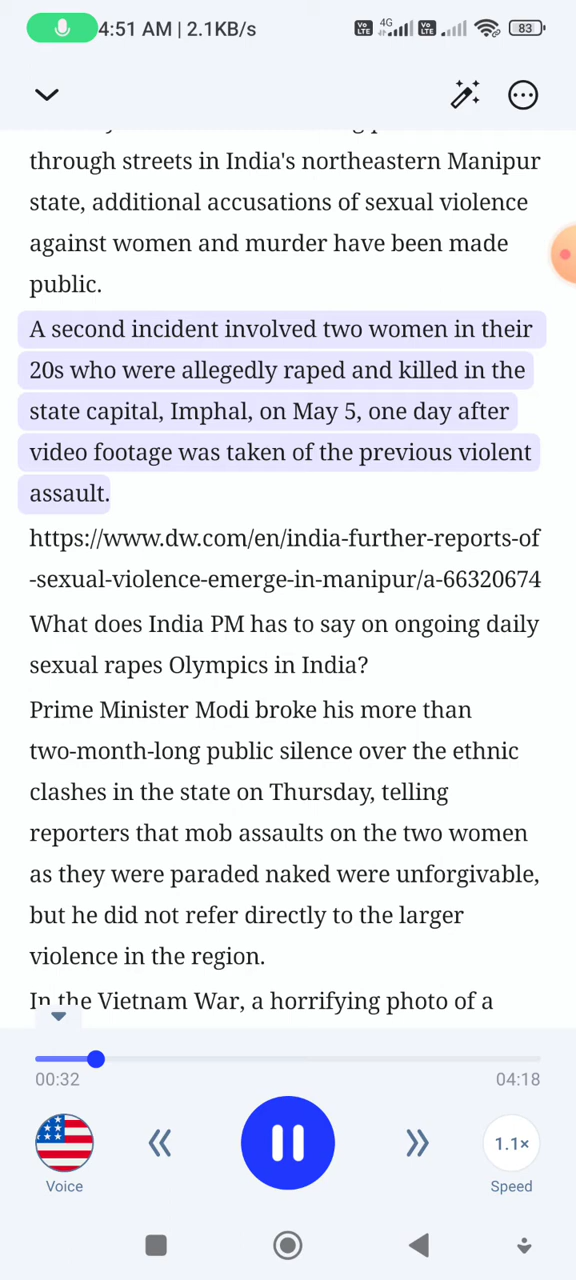 4:51 AM | 2.1KB/s
Vo LTE 4G Vo LTE 83
through streets in India's northeastern Manipur
state, additional accusations of sexual violence
against women and murder have been made
public.
A second incident involved two women in their
20s who were allegedly raped and killed in the
state capital, Imphal, on May 5, one day after
video footage was taken of the previous violent
assault.
https://www.dw.com/en/india-further-reports-of
-sexual-violence-emerge-in-manipur/a-66320674
What does India PM has to say on ongoing daily
sexual rapes Olympics in India?
Prime Minister Modi broke his more than
two-month-long public silence over the ethnic
clashes in the state on Thursday, telling
reporters that mob assaults on the two women
as they were paraded naked were unforgivable,
but he did not refer directly to the larger
violence in the region.
In the Vietnam War, a horrifying photo of a
00:32
04:18
1.1×
Voice
Speed